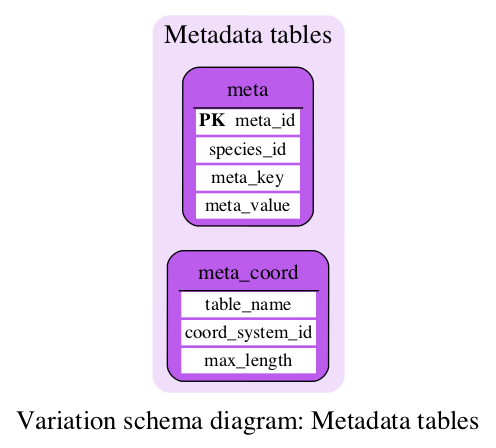 Metadata tables
meta
PK meta_id
species_id
meta_key
meta_value
meta_coord
table_name
coord_system_id
max_length
Variation schema diagram: Metadata tables